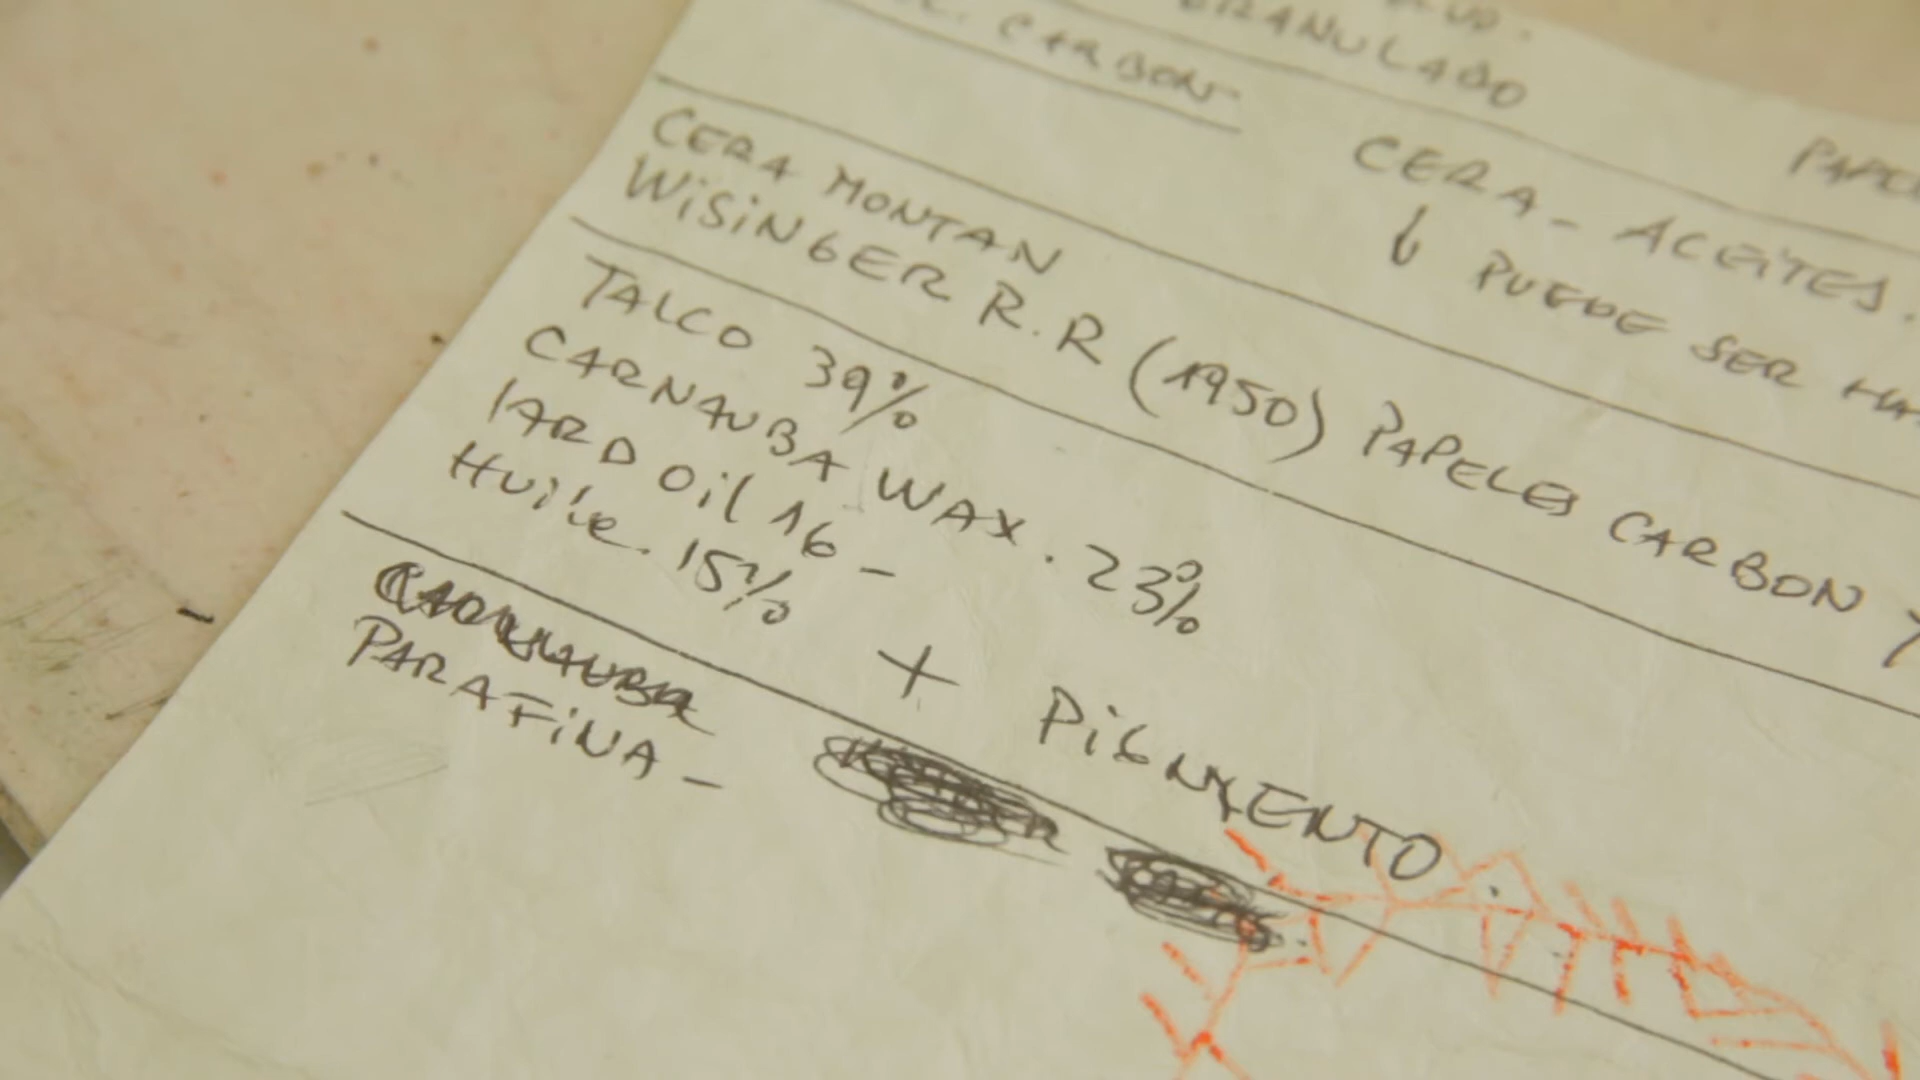 GRANULADO
CARBON
CERA - ACEITES.
PUEDE SER
CERA MONTAN
WISINGER R.R (1950) PAPELES CARBON Y
TALCO 39%
CARNAUBA WAX. 23%
LARD OIL 16 -
Huile. 15%
+ PIGMENTO.
PARAFINA -